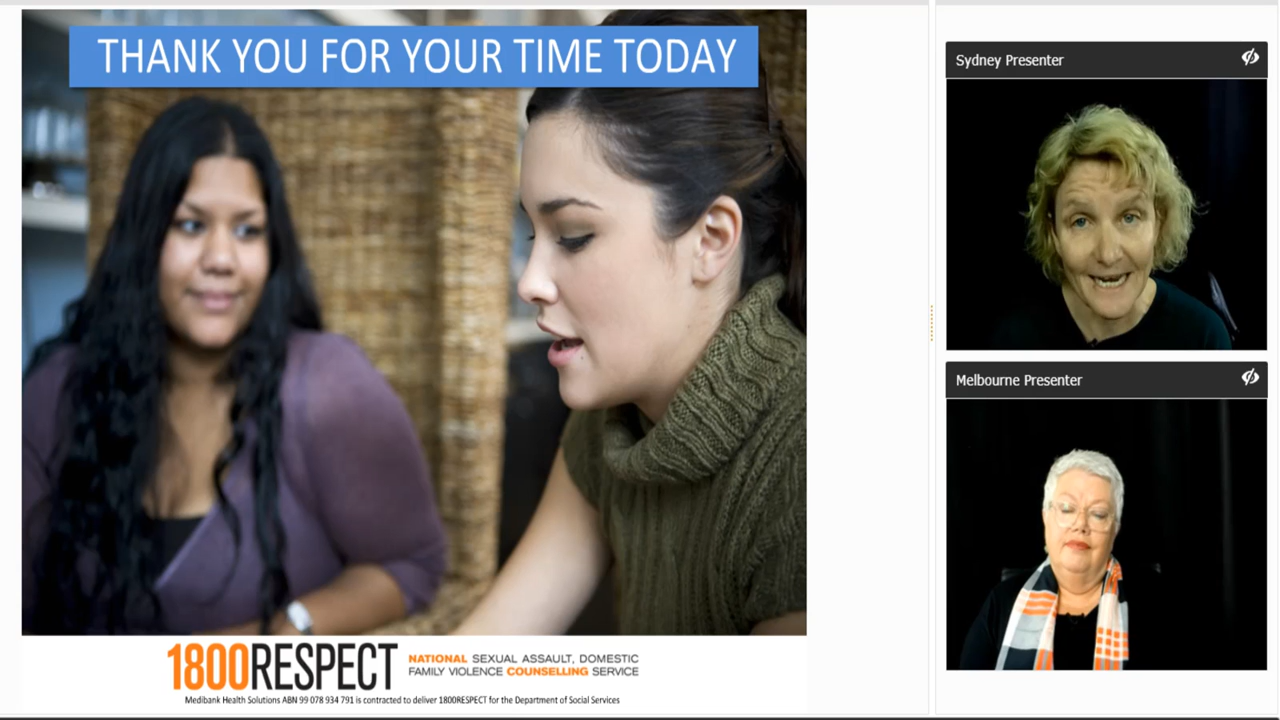 THANK YOU FOR YOUR TIME TODAY
1800RESPECT
NATIONAL SEXUAL ASSAULT, DOMESTIC
FAMILY VIOLENCE COUNSELLING SERVICE
Medibank Health Solutions ABN 99 078 934 791 is contracted to deliver 1800RESPECT for the Department of Social Services
Sydney Presenter
Melbourne Presenter